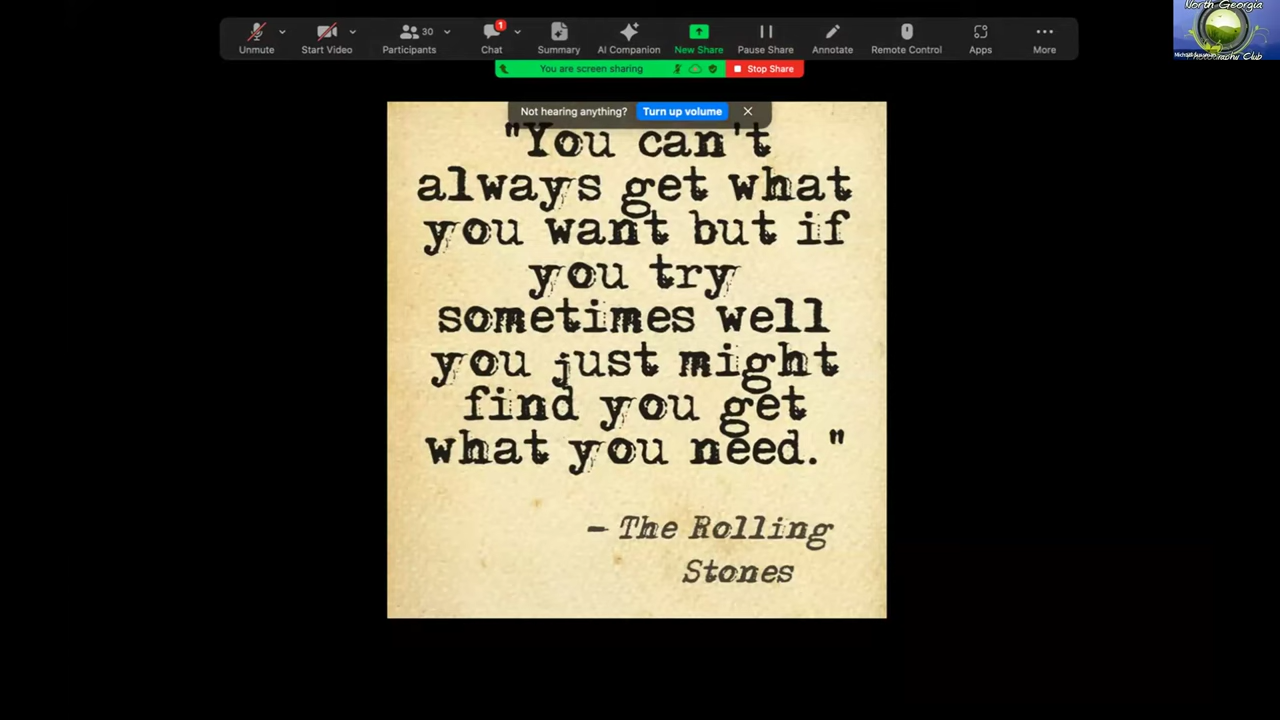 North Georgia
Photography Club
Unmute
Start Video
Participants
30
Chat
1
Summary
AI Companion
New Share
Pause Share
Annotate
Remote Control
Apps
More
You are screen sharing
Stop Share
Not hearing anything?
Turn up volume
"You can't
always get what
you want but if
you try
sometimes well
you just might
find you get
what you need."
– The Rolling
Stones